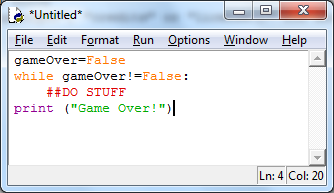 *Untitled*
File Edit Format Run Options Windows Help
gameOver=False
while gameOver!=False:
    ##DO STUFF
print ("Game Over!")
Ln: 4 Col: 20